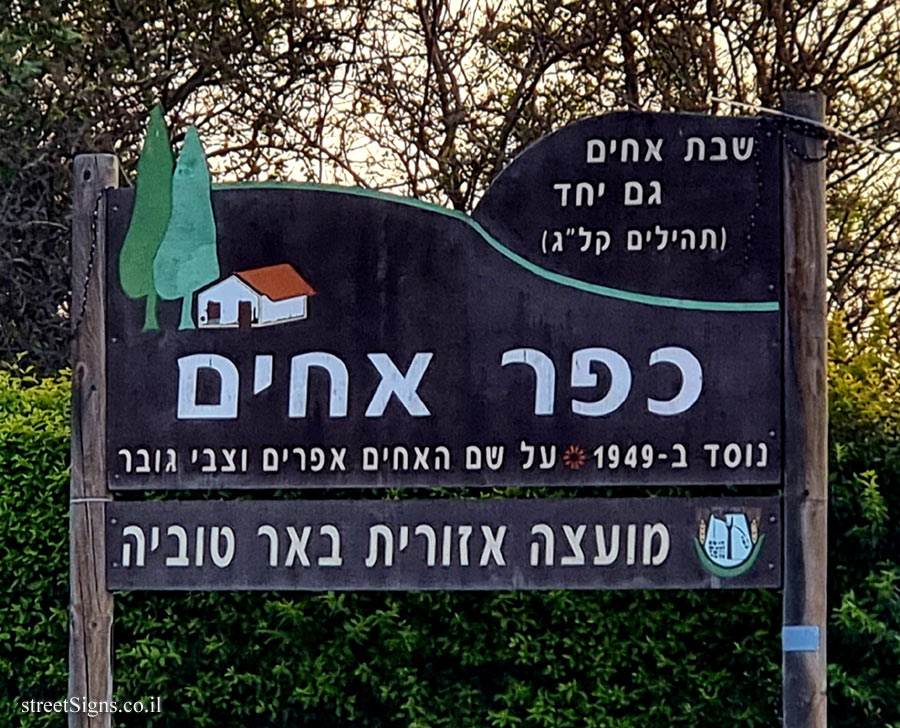 שבת אחים
גם יחד
(תהילים קל"ג)
כפר אחים
נוסד ב-1949 על שם האחים אפרים וצבי גובר
מועצה אזורית באר טוביה
streetSigns.co.il